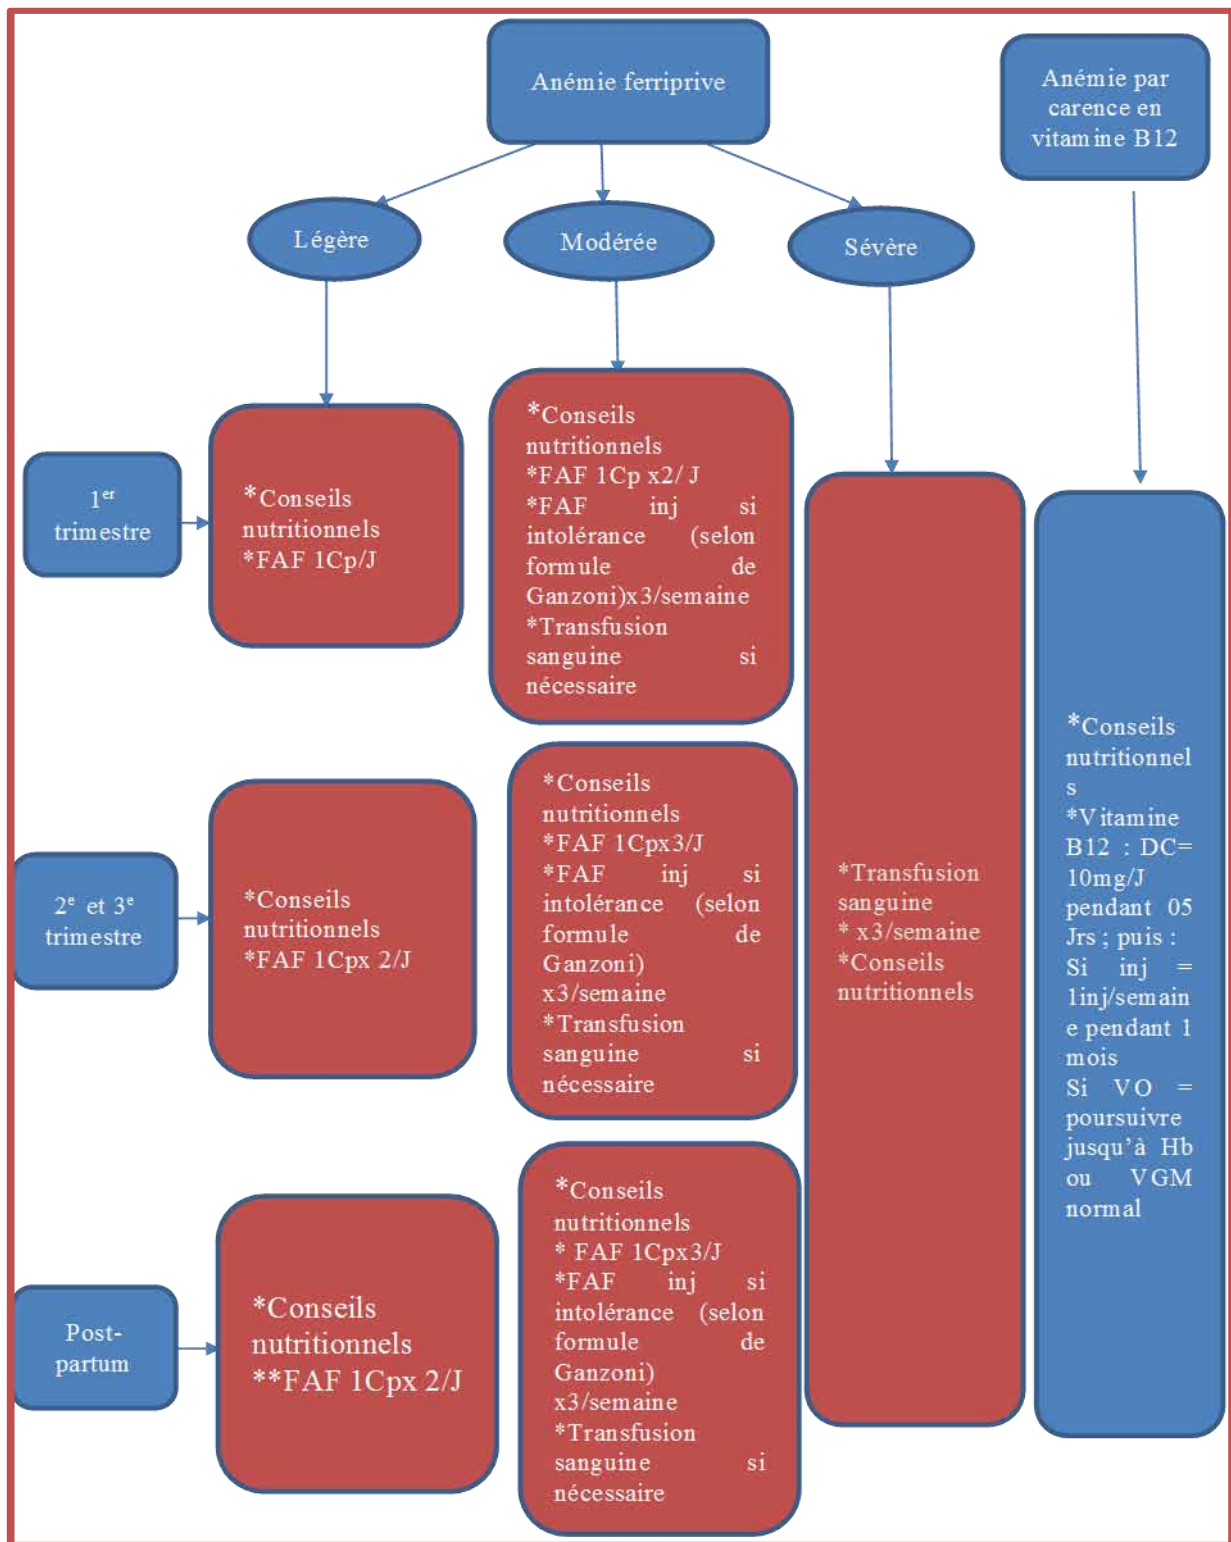 Anémie ferriprive
Anémie par
carence en
vitamine B12
Légère
Modérée
Sévère
1er
trimestre
*Conseils
nutritionnels
*FAF 1Cp/J
*Conseils
nutritionnels
*FAF 1Cp x2/ J
*FAF inj si
intolérance (selon
formule de
Ganzoni)x3/semaine
*Transfusion
sanguine si
nécessaire
2e et 3e
trimestre
*Conseils
nutritionnels
*FAF 1Cpx 2/J
*Conseils
nutritionnels
*FAF 1Cpx3/J
*FAF inj si
intolérance (selon
formule de
Ganzoni)
x3/semaine
*Transfusion
sanguine si
nécessaire
Post-
partum
*Conseils
nutritionnels
**FAF 1Cpx 2/J
*Conseils
nutritionnels
* FAF 1Cpx3/J
*FAF inj si
intolérance (selon
formule de
Ganzoni)
x3/semaine
*Transfusion
sanguine si
nécessaire
*Transfusion
sanguine
* x3/semaine
*Conseils
nutritionnels
*Conseils
nutritionnel
s
*Vitamine
B12 : DC=
10mg/J
pendant 05
Jrs ; puis :
Si inj =
1inj/semain
e pendant 1
mois
Si VO =
poursuivre
jusqu’à Hb
ou VGM
normal